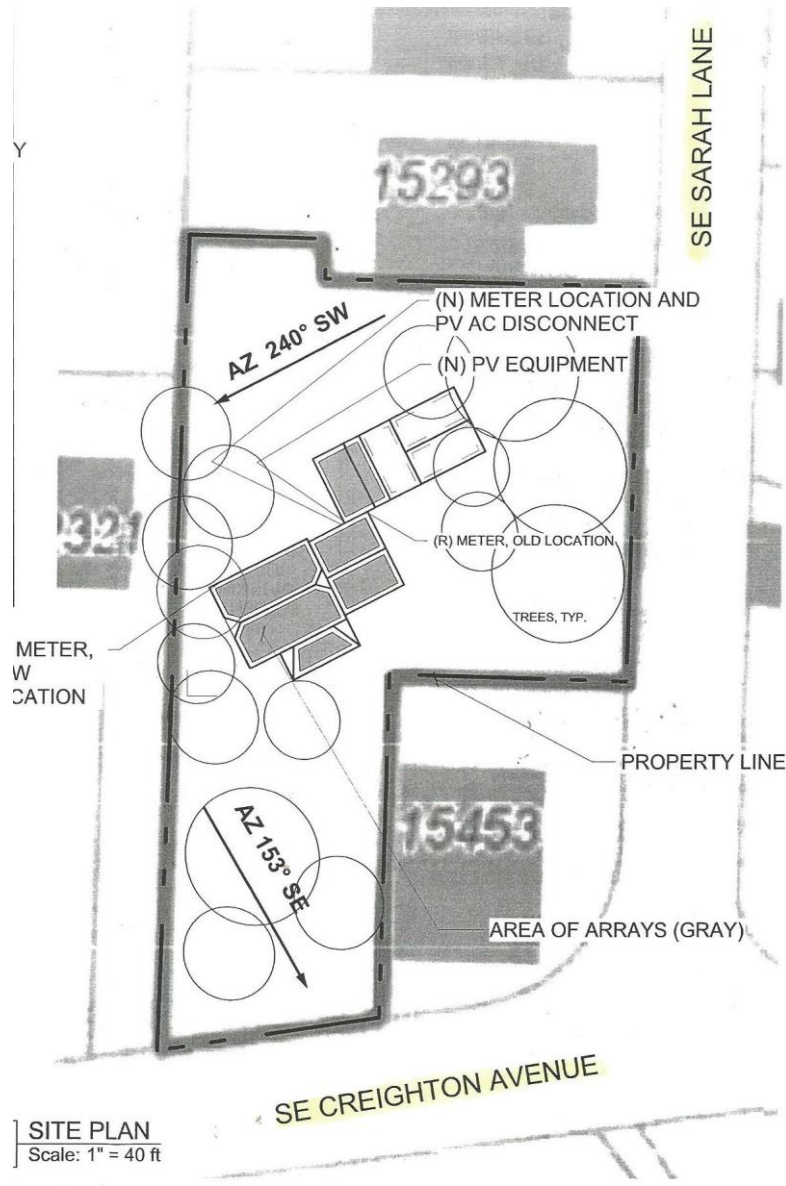 SE SARAH LANE
Y
15293
(N) METER LOCATION AND
PV AC DISCONNECT
AZ 240° SW
(N) PV EQUIPMENT
(R) METER, OLD LOCATION
TREES, TYP.
METER,
W
CATION
PROPERTY LINE
15453
AZ 153° SE
AREA OF ARRAYS (GRAY)
SE CREIGHTON AVENUE
SITE PLAN
Scale: 1" = 40 ft